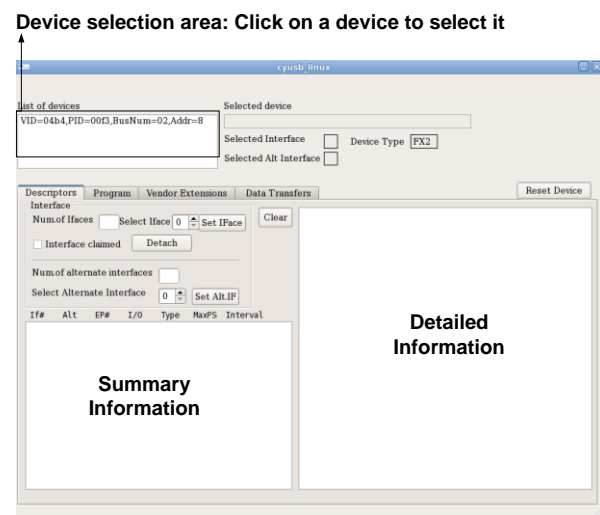 Device selection area: Click on a device to select it
cyusb_linux
List of devices
Selected device
VID=04b4,PID=00f3,BusNum=02,Addr=8
Selected Interface
Device Type FX2
Selected Alt Interface
Descriptors Program Vendor Extensions Data Transfers
Reset Device
Interface
Num.of Ifaces Select Iface 0 Set IFace
Clear
Interface claimed Detach
Num.of alternate interfaces
Select Alternate Interface 0 Set Alt.IF
If# Alt EP# I/O Type MaxPS Interval
Summary
Information
Detailed
Information